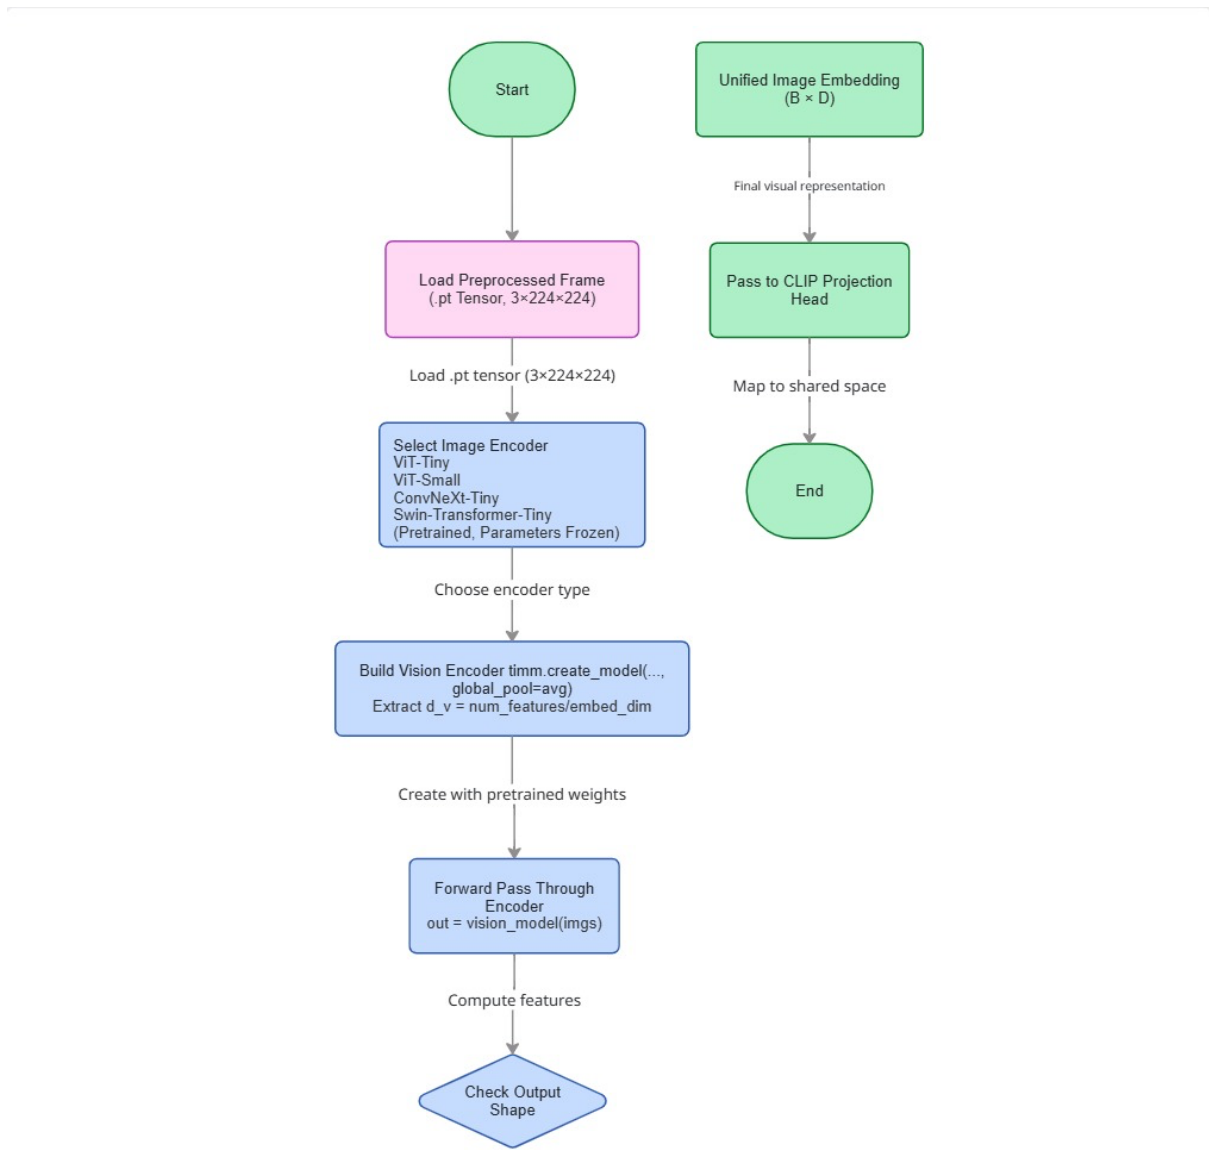 Start
Load Preprocessed Frame
(.pt Tensor, 3×224×224)
Load .pt tensor (3×224×224)
Select Image Encoder
ViT-Tiny
ViT-Small
ConvNeXt-Tiny
Swin-Transformer-Tiny
(Pretrained, Parameters Frozen)
Choose encoder type
Build Vision Encoder timm.create_model(...,
global_pool=avg)
Extract d_v = num_features/embed_dim
Create with pretrained weights
Forward Pass Through
Encoder
out = vision_model(imgs)
Compute features
Check Output
Shape
Unified Image Embedding
(B × D)
Final visual representation
Pass to CLIP Projection
Head
Map to shared space
End